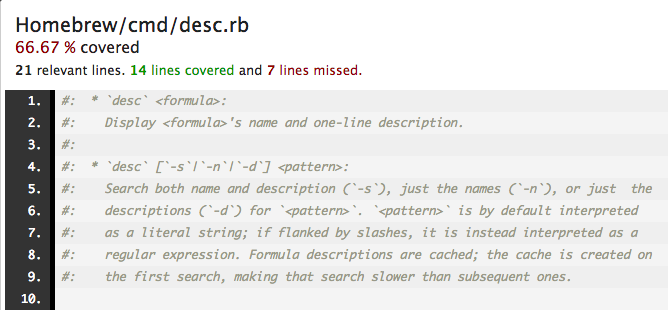 Homebrew/cmd/desc.rb
66.67 % covered
21 relevant lines. 14 lines covered and 7 lines missed.
1. #:  * `desc` <formula>:
2. #:    Display <formula>'s name and one-line description.
3. #:
4. #:  * `desc` [`-s`|`-n`|`-d`] <pattern>:
5. #:    Search both name and description (`-s`), just the names (`-n`), or just  the
6. #:    descriptions (`-d`) for `<pattern>`. `<pattern>` is by default interpreted
7. #:    as a literal string; if flanked by slashes, it is instead interpreted as a
8. #:    regular expression. Formula descriptions are cached; the cache is created on
9. #:    the first search, making that search slower than subsequent ones.
10.